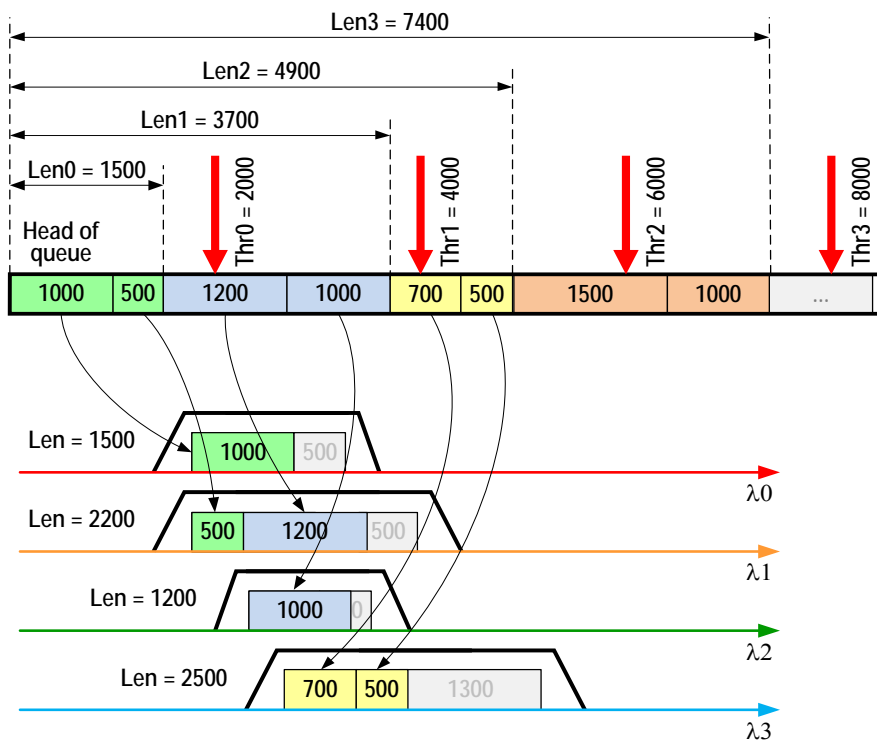 Len3 = 7400
Len2 = 4900
Len1 = 3700
Len0 = 1500
Thr0 = 2000
Thr1 = 4000
Thr2 = 6000
Thr3 = 8000
Head of
queue
1000 500 1200 1000 700 500 1500 1000 ...
Len = 1500
1000 500
λ0
Len = 2200
500 1200 500
λ1
Len = 1200
1000 0
λ2
Len = 2500
700 500 1300
λ3